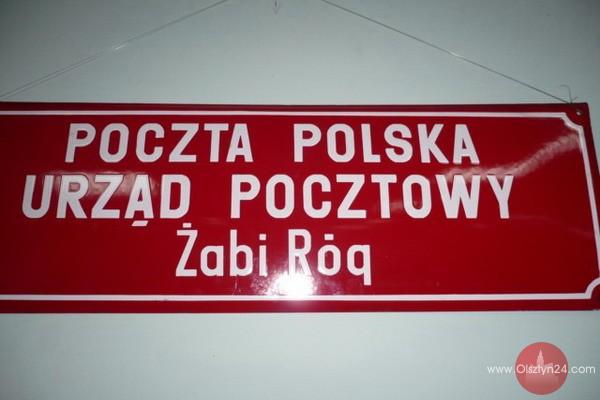 POCZTA POLSKA
URZĄD POCZTOWY
Żabi Róg
www.Olsztyn24.com